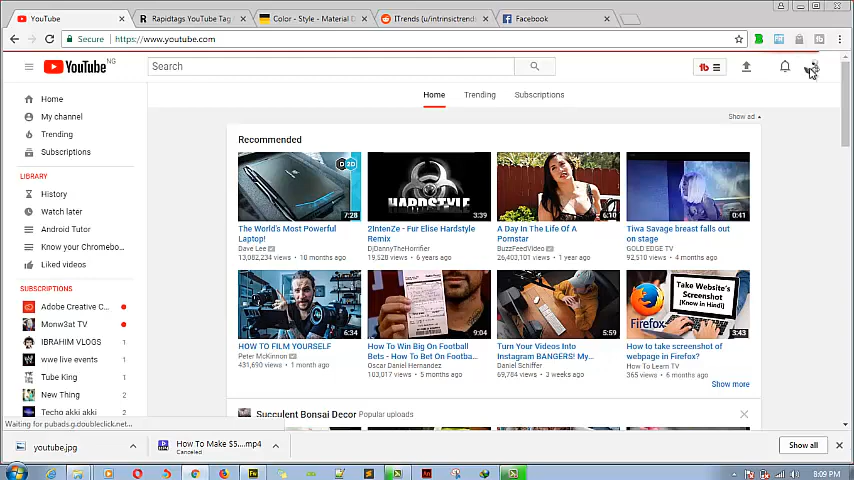 YouTube
Rapidtags YouTube Tag
Color - Style - Material D
ITrends (u/intrinsictrend
Facebook
Secure
https://www.youtube.com
YouTube NG
Search
Home
Trending
Subscriptions
Home
My channel
Trending
Subscriptions
LIBRARY
History
Watch later
Android Tutor
Know your Chromebo...
Liked videos
SUBSCRIPTIONS
Adobe Creative C...
Monw3at TV
IBRAHIM VLOGS 1
wwe live events 1
Tube King 1
New Thing 2
Techo akki akki 2
Show ad
Recommended
7:28
3:39
6:10
0:41
HARDSTYLE
The World's Most Powerful
Laptop!
Dave Lee
13,082,234 views • 10 months ago
2IntenZe - Fur Elise Hardstyle
Remix
DjDannyTheHorrifier
19,528 views • 6 years ago
A Day In The Life Of A
Pornstar
BuzzFeedVideo
26,403,101 views • 1 year ago
Tiwa Savage breast falls out
on stage
GOLD EDGE TV
92,510 views • 4 months ago
6:34
9:04
5:59
3:43
Take Website's
Screenshot
(Know in Hindi)
Firefox
HOW TO FILM YOURSELF
Peter McKinnon
431,690 views • 1 month ago
How To Win Big On Football
Bets - How To Bet On Footba...
Oscar Daniel Hernandez
103,017 views • 5 months ago
Turn Your Videos Into
Instagram BANGERS! My...
Daniel Schiffer
69,784 views • 3 weeks ago
How to take screenshot of
webpage in Firefox?
How To Learn TV
365 views • 6 months ago
Show more
Succulent Bonsai Decor Popular uploads
Waiting for pubads.g.doubleclick.net...
youtube.jpg
How To Make $5....mp4
Canceled
Show all
8:09 PM